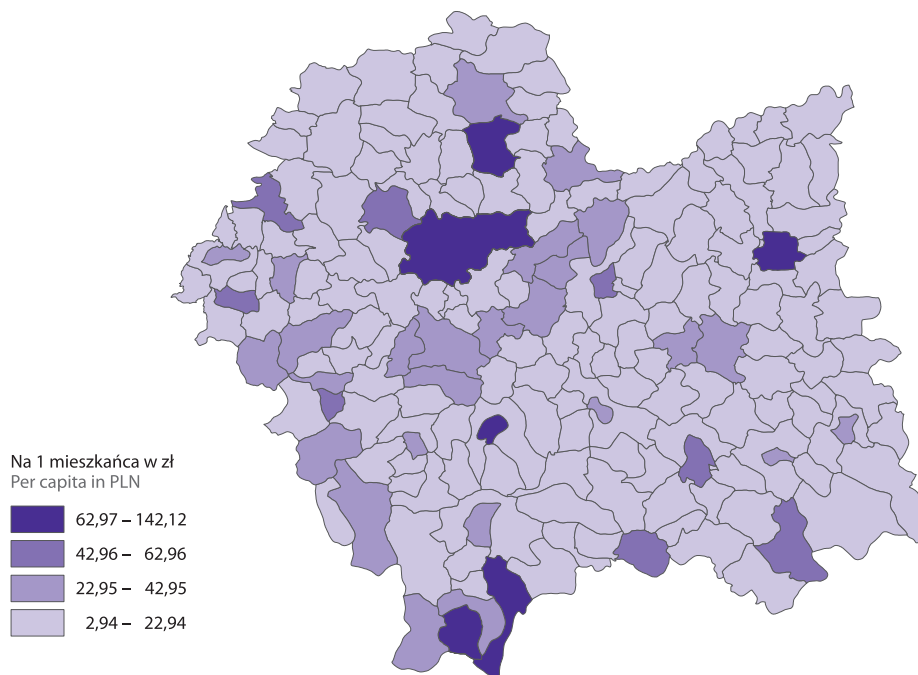 Na 1 mieszkańca w zł
Per capita in PLN
62,97 – 142,12
42,96 – 62,96
22,95 – 42,95
2,94 – 22,94